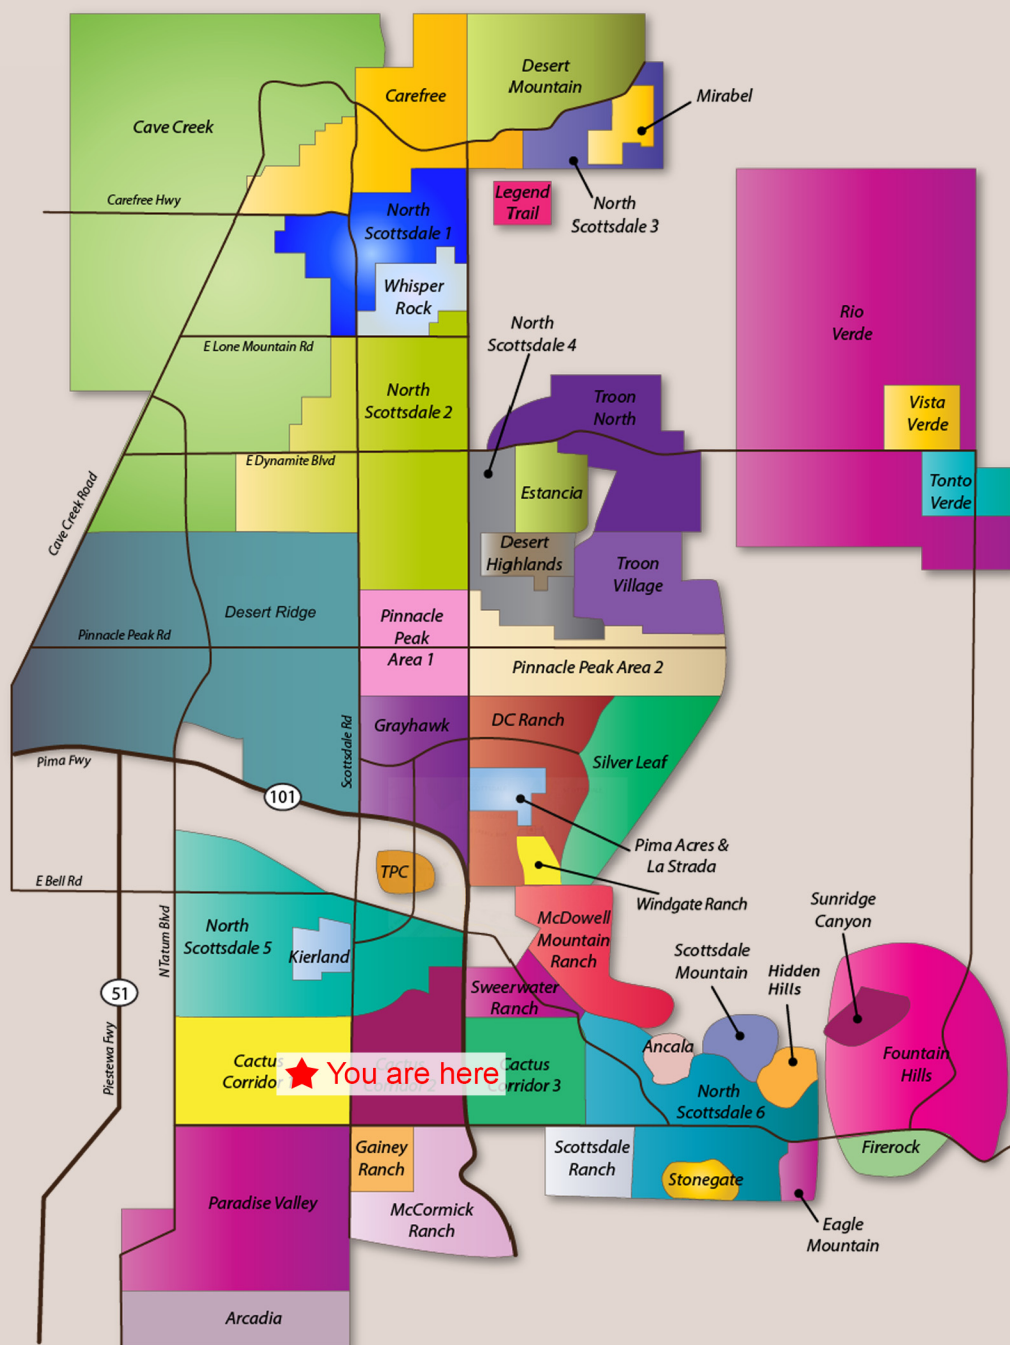 Desert
Mountain
Carefree
Mirabel
Cave Creek
Legend
Trail
Carefree Hwy
North
Scottsdale 3
North
Scottsdale 1
Whisper
Rock
Rio
Verde
North
Scottsdale 4
E Lone Mountain Rd
North
Scottsdale 2
Troon
North
Vista
Verde
E Dynamite Blvd
Estancia
Tonto
Verde
Cave Creek Road
Desert
Highlands
Troon
Village
Desert Ridge
Pinnacle
Peak
Area 1
Pinnacle Peak Rd
Pinnacle Peak Area 2
Scottsdale Rd
Grayhawk
DC Ranch
Silver Leaf
Pima Fwy
101
Pima Acres &
La Strada
TPC
E Bell Rd
Windgate Ranch
Sunridge
Canyon
N Tatum Blvd
North
Scottsdale 5
Kierland
McDowell
Mountain
Ranch
Scottsdale
Mountain
Hidden
Hills
51
Sweerwater
Ranch
Piestewa Fwy
Cactus
Corridor
You are here
Cactus
Corridor 2
Cactus
Corridor 3
Ancala
North
Scottsdale 6
Fountain
Hills
Gainey
Ranch
Scottsdale
Ranch
Stonegate
Firerock
Paradise Valley
McCormick
Ranch
Eagle
Mountain
Arcadia